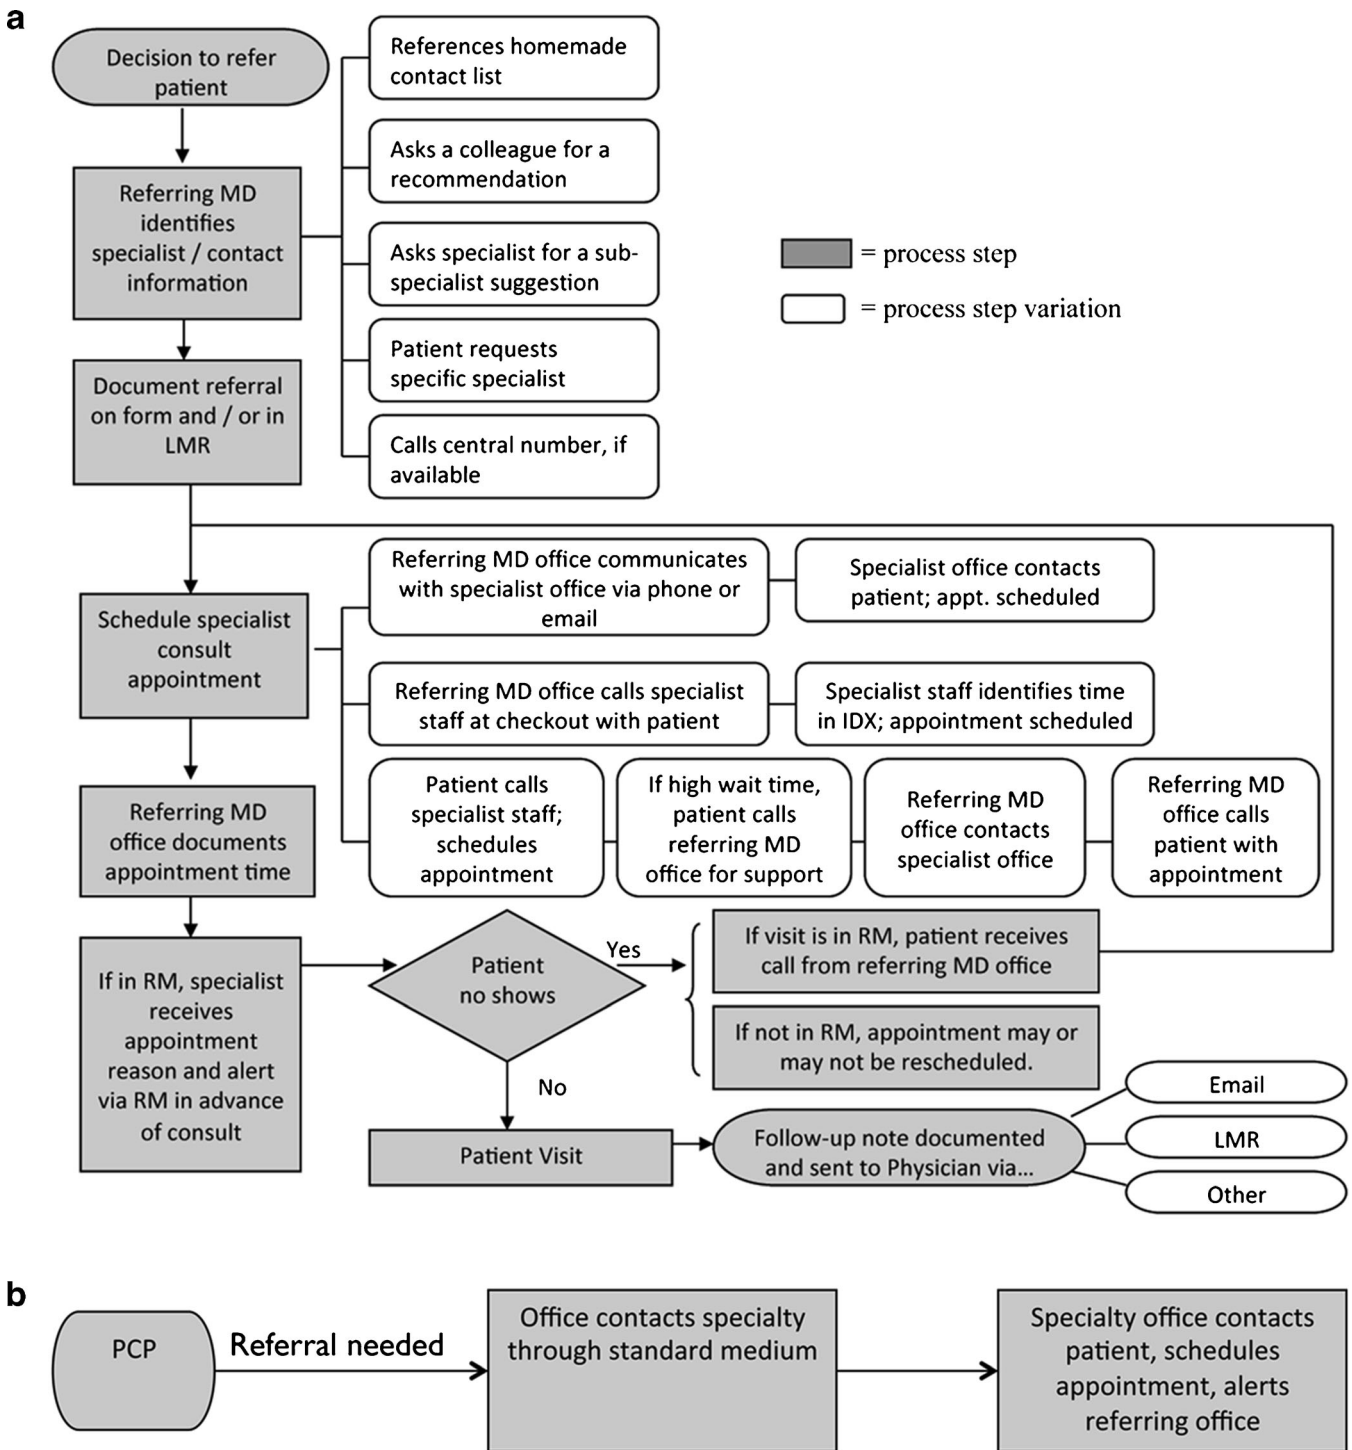 a
Decision to refer
patient
Referring MD
identifies
specialist / contact
information
References homemade
contact list
Asks a colleague for a
recommendation
Asks specialist for a sub-
specialist suggestion
Patient requests
specific specialist
Calls central number, if
available
= process step
= process step variation
Document referral
on form and / or in
LMR
Schedule specialist
consult
appointment
Referring MD office communicates
with specialist office via phone or
email
Specialist office contacts
patient; appt. scheduled
Referring MD office calls specialist
staff at checkout with patient
Specialist staff identifies time
in IDX; appointment scheduled
Patient calls
specialist staff;
schedules
appointment
If high wait time,
patient calls
referring MD
office for support
Referring MD
office contacts
specialist office
Referring MD
office calls
patient with
appointment
Referring MD
office documents
appointment time
If in RM, specialist
receives
appointment
reason and alert
via RM in advance
of consult
Patient
no shows
Yes
If visit is in RM, patient receives
call from referring MD office
If not in RM, appointment may or
may not be rescheduled.
No
Patient Visit
Follow-up note documented
and sent to Physician via...
Email
LMR
Other
b
PCP
Referral needed
Office contacts specialty
through standard medium
Specialty office contacts
patient, schedules
appointment, alerts
referring office